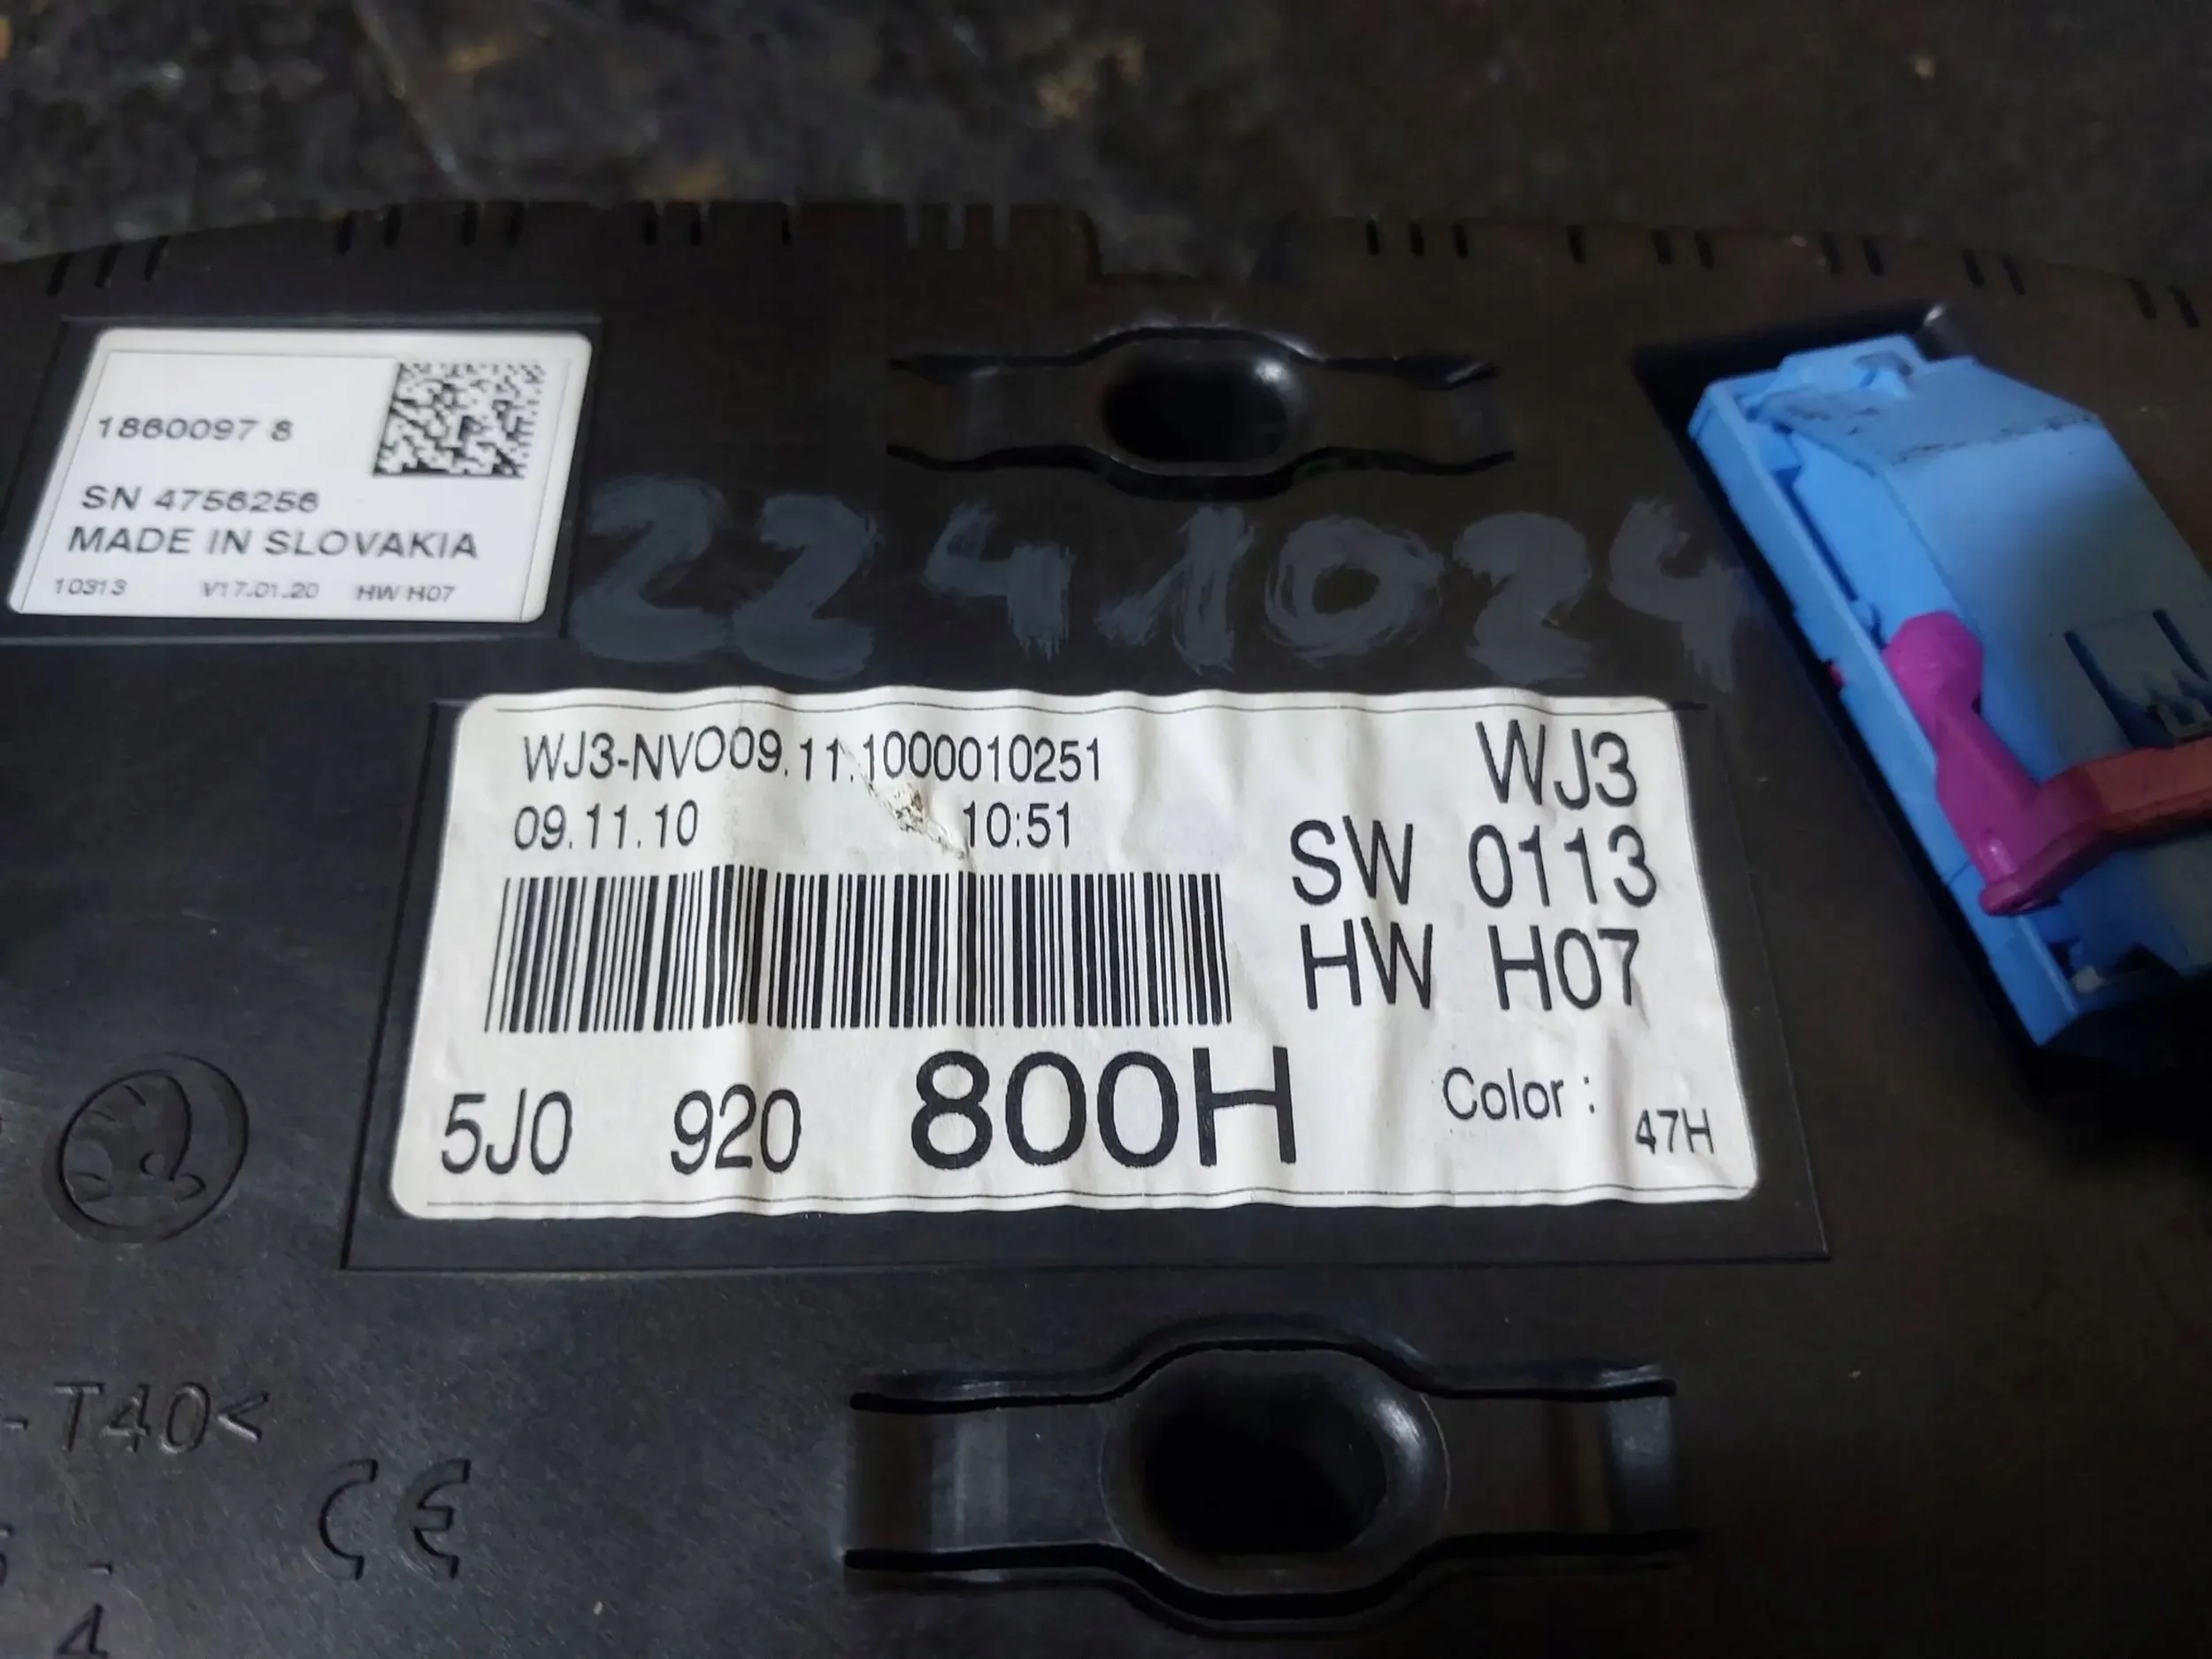 1860097 8
SN 4756256
MADE IN SLOVAKIA
10313 V17.01.20 HW H07
2241024
WJ3-NVO09.11.1000010251
09.11.10 10:51
WJ3
SW 0113
HW H07
5J0 920 800H
Color : 47H
-T40<
CE
4